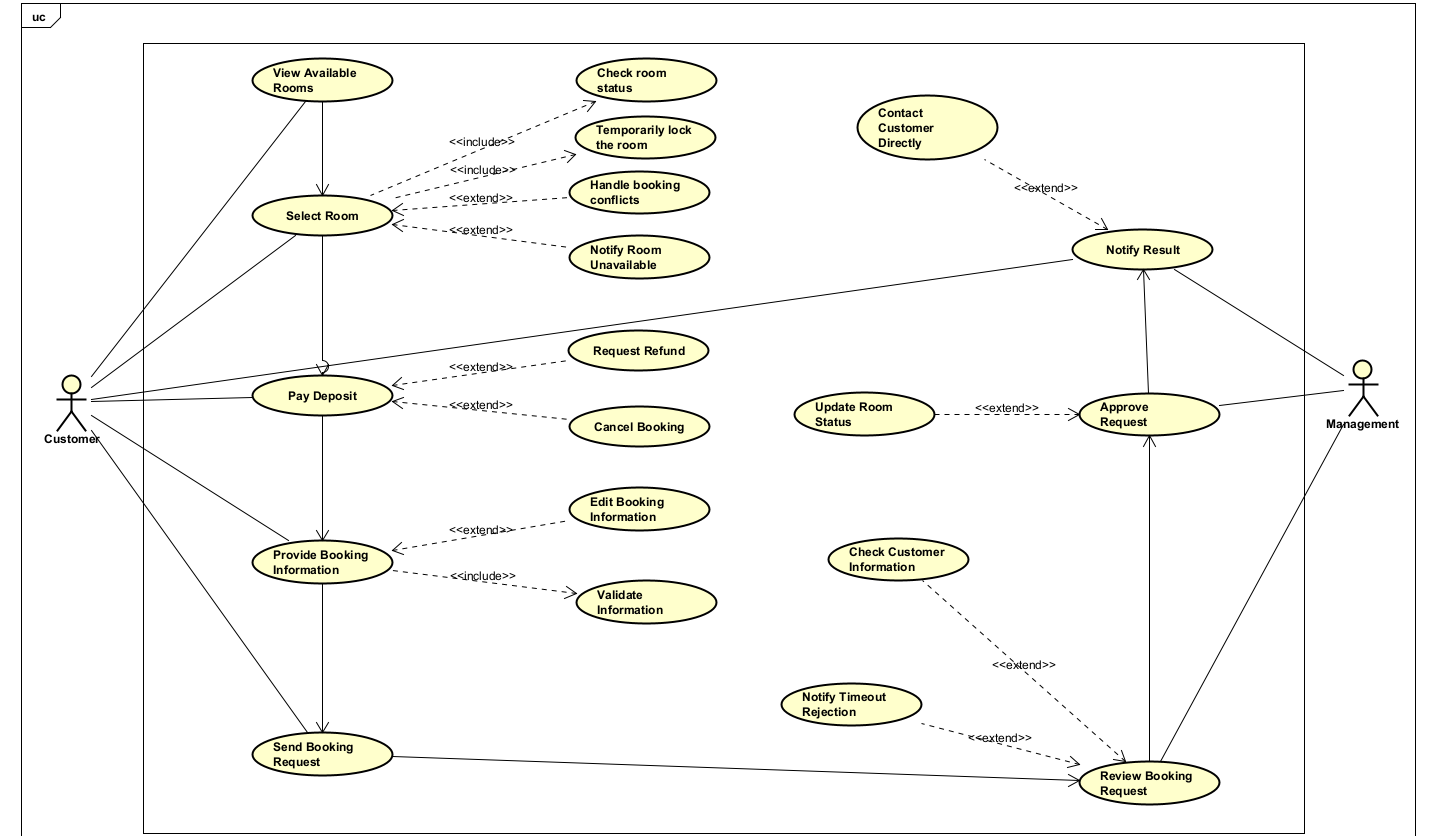 uc
View Available
Rooms
Check room
status
Contact
Customer
Directly
<<include>>
Temporarily lock
the room
<<include>>
<<extend>>
Handle booking
conflicts
<<extend>>
Select Room
<<extend>>
Notify Room
Unavailable
Notify Result
Request Refund
<<extend>>
Pay Deposit
<<extend>>
Cancel Booking
Update Room
Status
<<extend>>
Approve
Request
Customer
Management
Edit Booking
Information
<<extend>>
Provide Booking
Information
<<include>>
Validate
Information
Check Customer
Information
<<extend>>
Notify Timeout
Rejection
<<extend>>
Send Booking
Request
Review Booking
Request